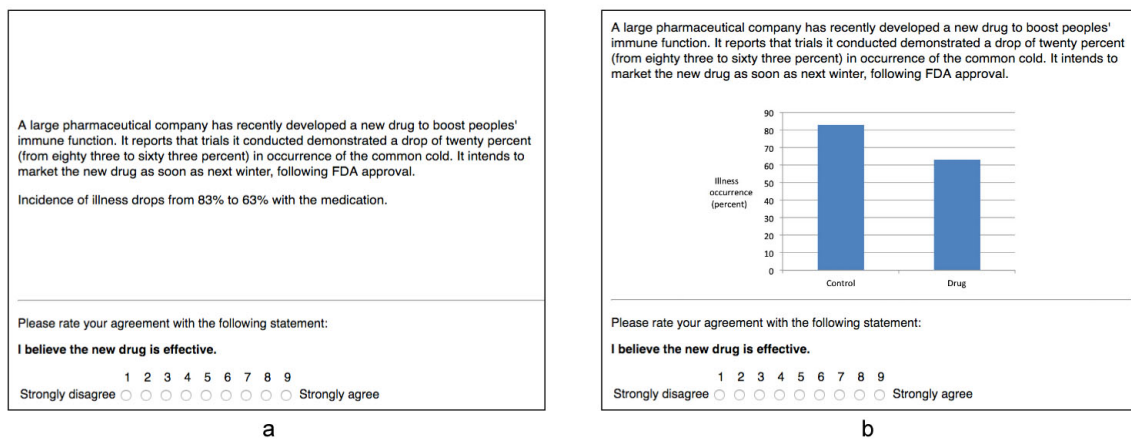 A large pharmaceutical company has recently developed a new drug to boost peoples'
immune function. It reports that trials it conducted demonstrated a drop of twenty percent
(from eighty three to sixty three percent) in occurrence of the common cold. It intends to
market the new drug as soon as next winter, following FDA approval.
Incidence of illness drops from 83% to 63% with the medication.
Please rate your agreement with the following statement:
I believe the new drug is effective.
1 2 3 4 5 6 7 8 9
Strongly disagree Strongly agree
a
A large pharmaceutical company has recently developed a new drug to boost peoples'
immune function. It reports that trials it conducted demonstrated a drop of twenty percent
(from eighty three to sixty three percent) in occurrence of the common cold. It intends to
market the new drug as soon as next winter, following FDA approval.
90
80
70
60
50
40
30
20
10
0
Illness
occurrence
(percent)
Control Drug
Please rate your agreement with the following statement:
I believe the new drug is effective.
1 2 3 4 5 6 7 8 9
Strongly disagree Strongly agree
b